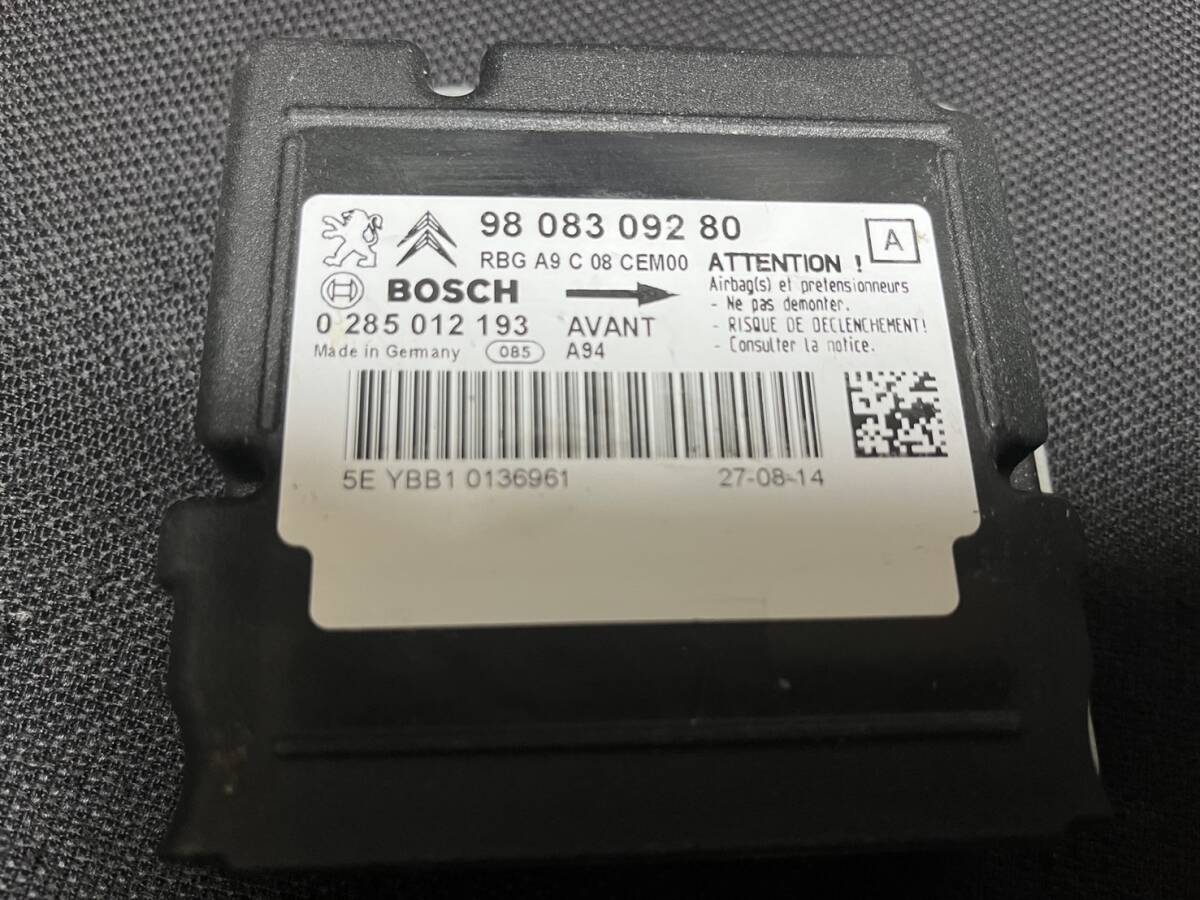 98 083 092 80
A
RBG A9 C 08 CEM00
ATTENTION !
Airbag(s) et pretensionneurs
- Ne pas demonter.
- RISQUE DE DECLENCHEMENT!
- Consulter la notice.
BOSCH
0 285 012 193 AVANT
Made in Germany 085 A94
5E YBB1 0136961 27-08-14